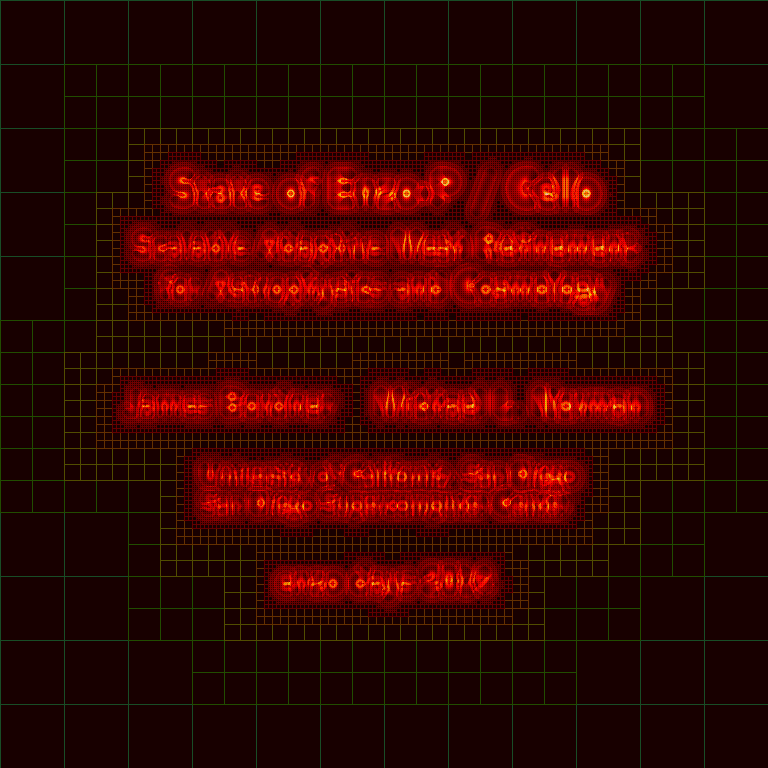 State of Enzo-P / Cello
Scalable Adaptive Mesh Refinement
for Astrophysics and Cosmology
James Bordner Michael L. Norman
University of California, San Diego
San Diego Supercomputer Center
Enzo Days